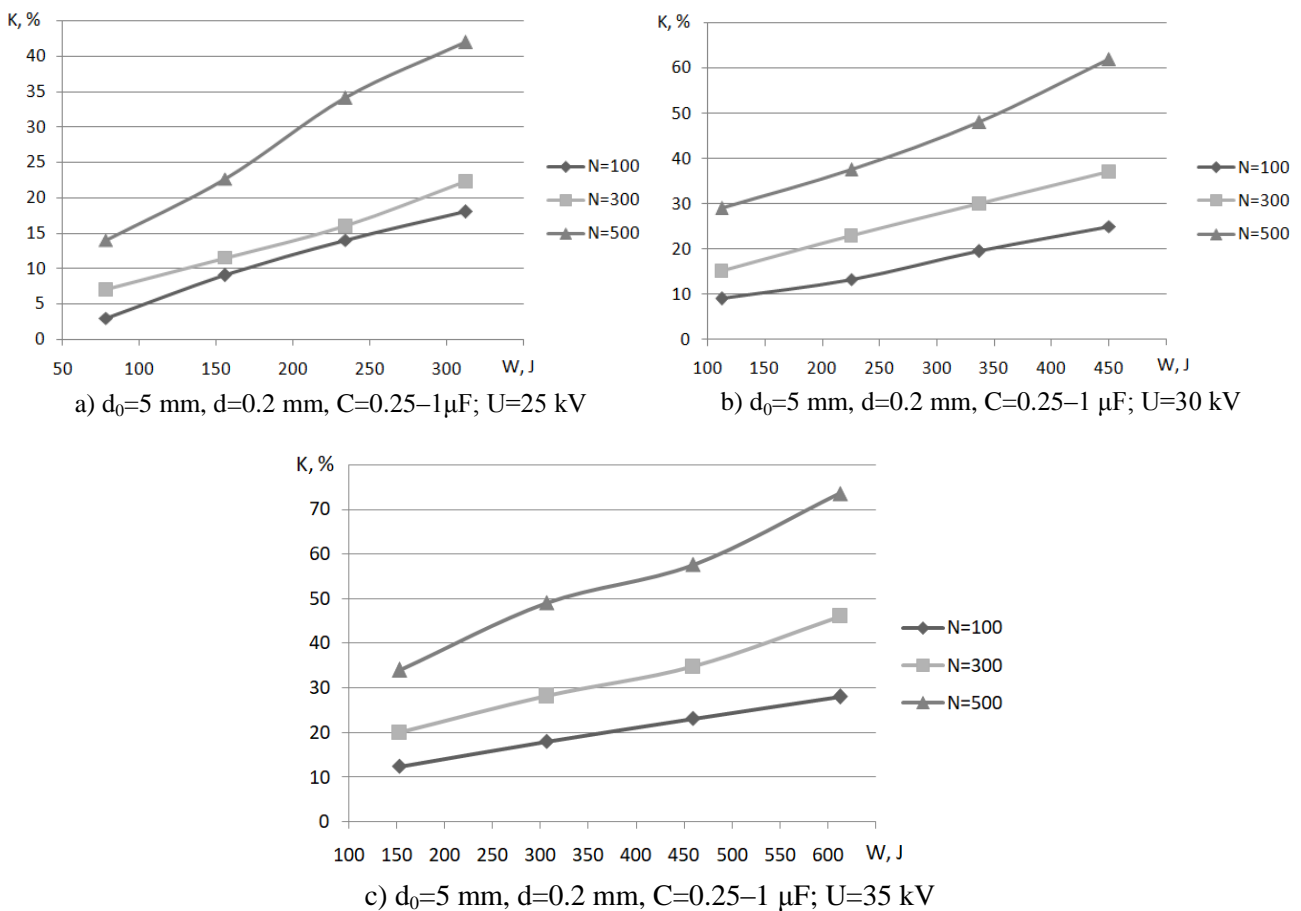 K, %
40
35
30
25
20
15
10
5
0
50 100 150 200 250 300 W, J
N=100
N=300
N=500
a) d₀=5 mm, d=0.2 mm, C=0.25–1μF; U=25 kV
K, %
60
50
40
30
20
10
0
100 150 200 250 300 350 400 450 W, J
N=100
N=300
N=500
b) d₀=5 mm, d=0.2 mm, C=0.25–1 μF; U=30 kV
K, %
70
60
50
40
30
20
10
0
100 150 200 250 300 350 400 450 500 550 600 W, J
N=100
N=300
N=500
c) d₀=5 mm, d=0.2 mm, C=0.25–1 μF; U=35 kV